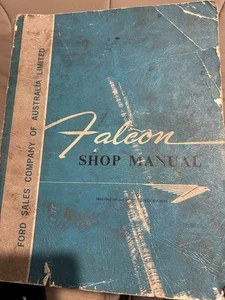 FORD SALES COMPANY OF AUSTRALIA LIMITED
Falcon
SHOP MANUAL